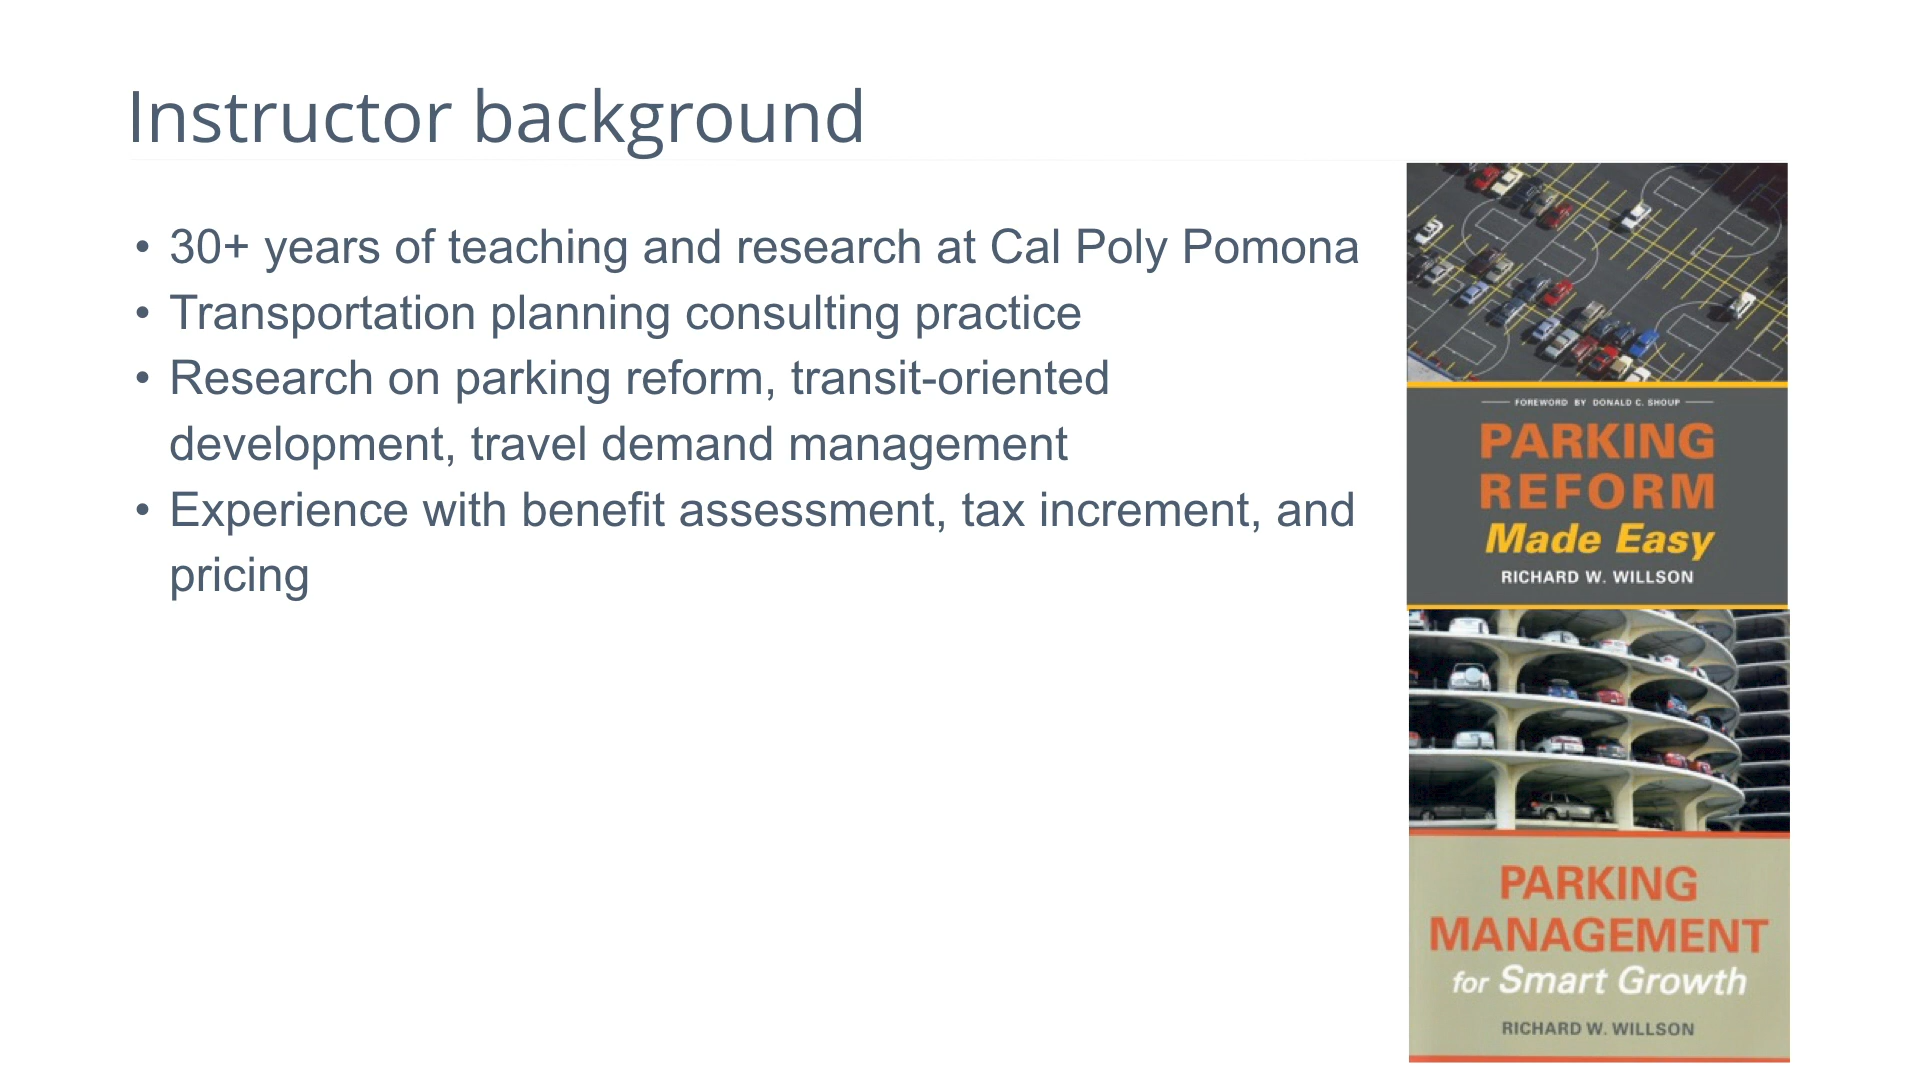 Instructor background
• 30+ years of teaching and research at Cal Poly Pomona
• Transportation planning consulting practice
• Research on parking reform, transit-oriented
development, travel demand management
• Experience with benefit assessment, tax increment, and
pricing
FOREWORD BY DONALD C. SHOUP
PARKING
REFORM
Made Easy
RICHARD W. WILLSON
PARKING
MANAGEMENT
for Smart Growth
RICHARD W. WILLSON